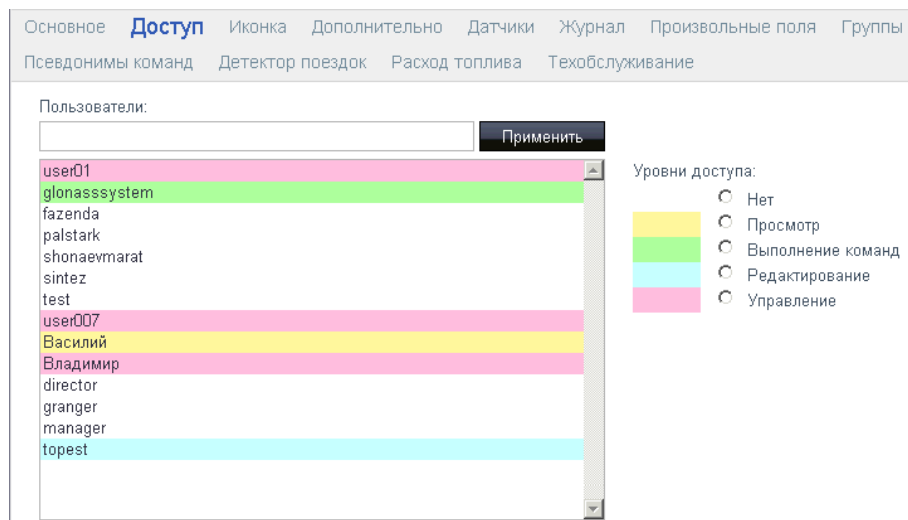 Основное Доступ Иконка Дополнительно Датчики Журнал Произвольные поля Группы
Псевдонимы команд Детектор поездок Расход топлива Техобслуживание
Пользователи:
Применить
user01
glonasssystem
fazenda
palstark
shonaevmarat
sintez
test
user007
Василий
Владимир
director
granger
manager
topest
Уровни доступа:
Нет
Просмотр
Выполнение команд
Редактирование
Управление